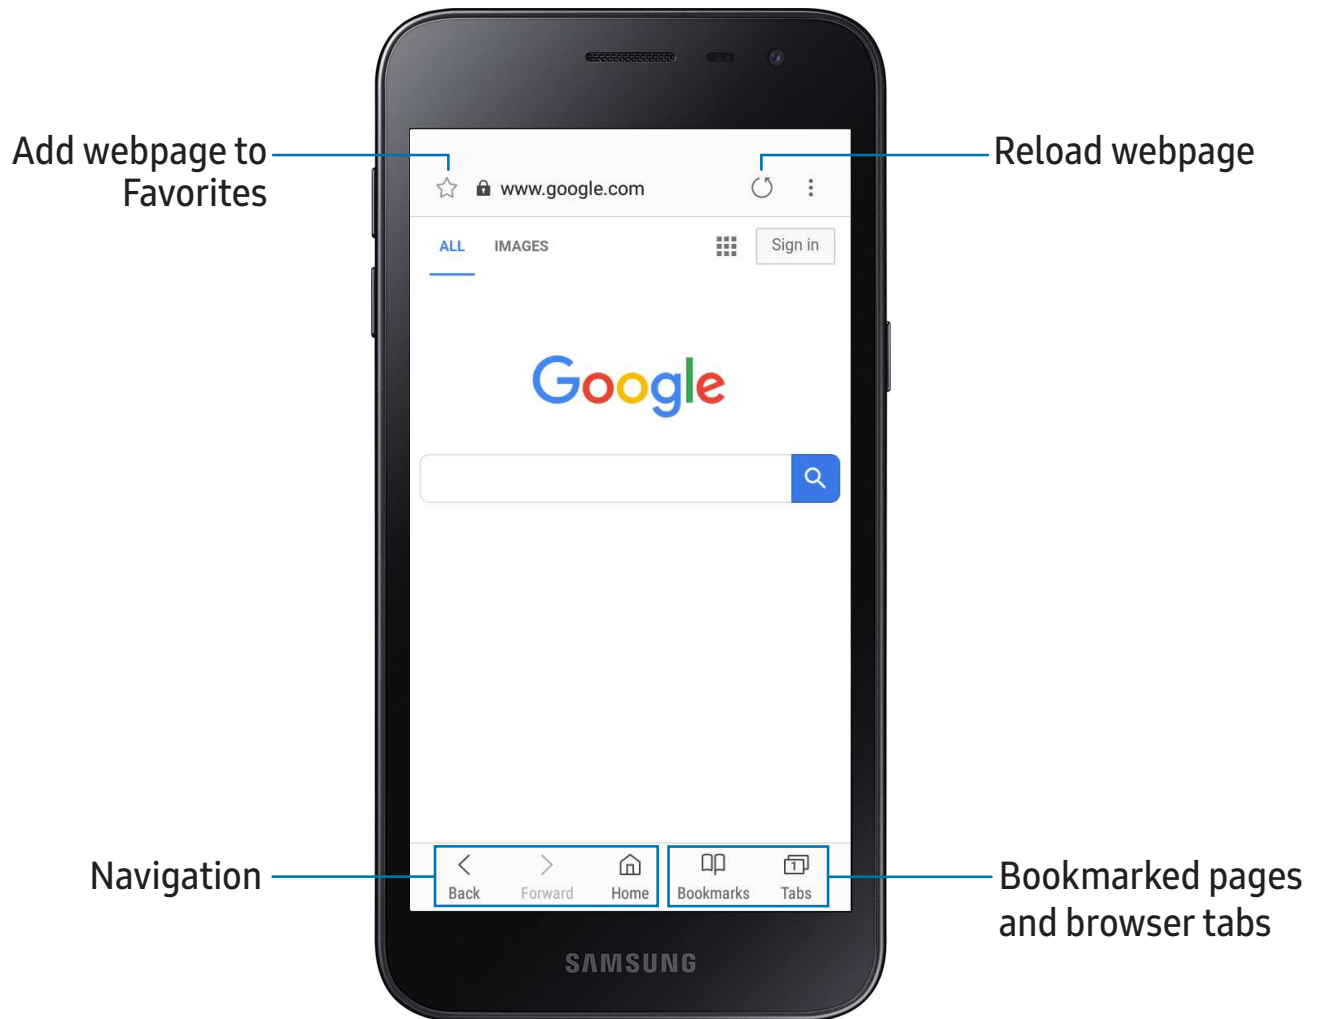 Add webpage to
Favorites
Reload webpage
www.google.com
ALL IMAGES Sign in
Google
Navigation
Back Forward Home Bookmarks 1 Tabs
Bookmarked pages
and browser tabs
SAMSUNG